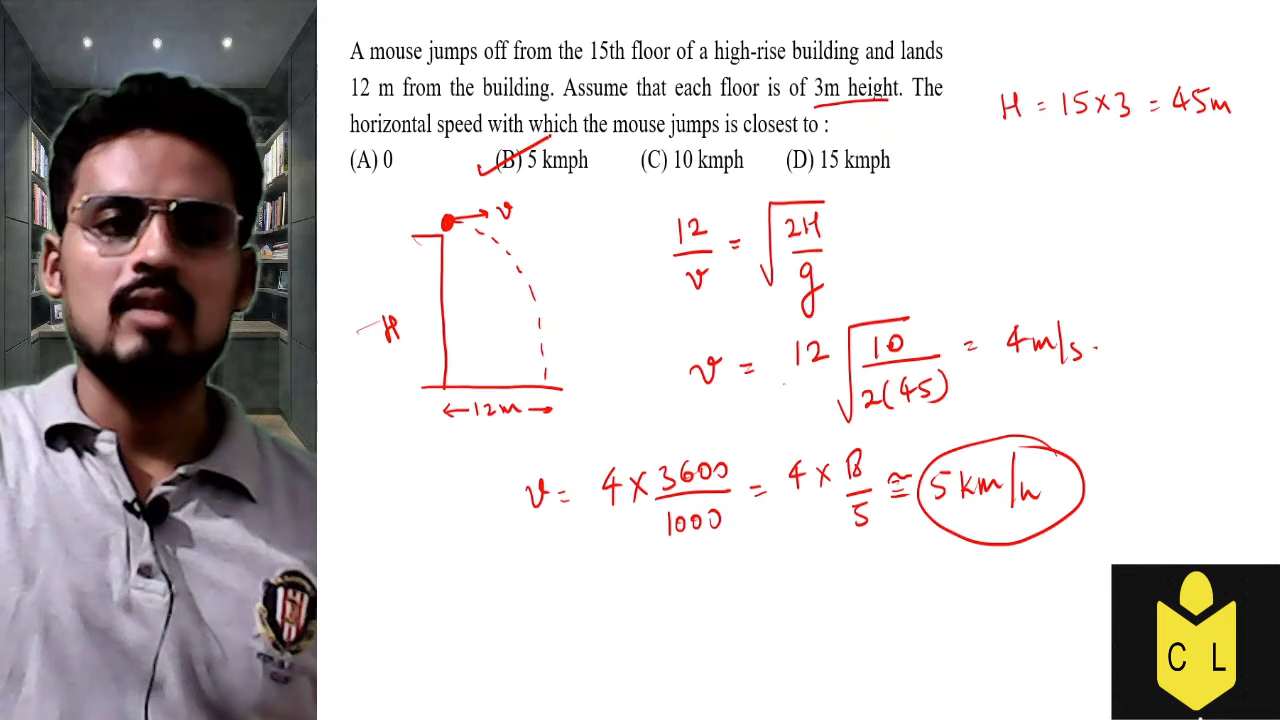 A mouse jumps off from the 15th floor of a high-rise building and lands
12 m from the building. Assume that each floor is of 3m height. The
horizontal speed with which the mouse jumps is closest to :
(A) 0 (B) 5 kmph (C) 10 kmph (D) 15 kmph
H = 15 × 3 = 45m
v
12/v = √(2H/g)
H
v = 12 √(10/2(45)) = 4m/s.
12m
v = 4 × 3600/1000 = 4 × 18/5 ≅ 5 km/h
C L